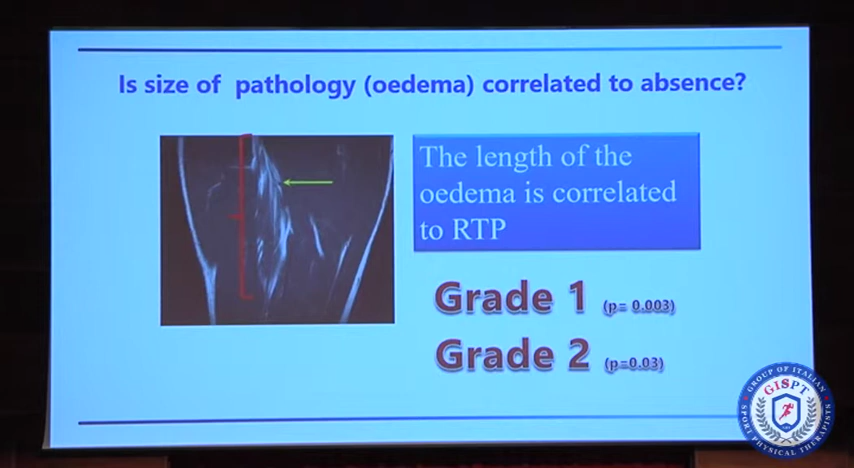 Is size of pathology (oedema) correlated to absence?
The length of the
oedema is correlated
to RTP
Grade 1 (p= 0.003)
Grade 2 (p=0.03)
GROUP OF ITALIAN
GISPT
SPORT PHYSICAL THERAPISTS